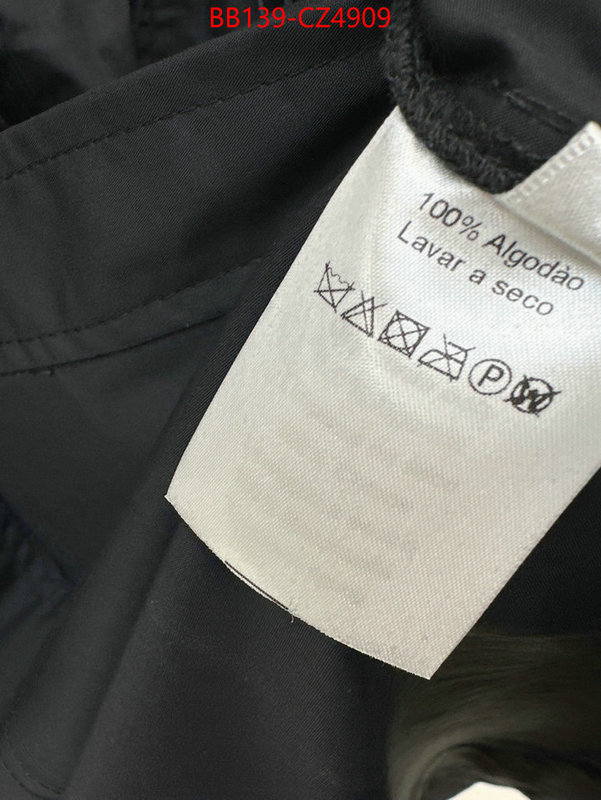 BB139-CZ4909
100% Algodão
Lavar a seco
P
W